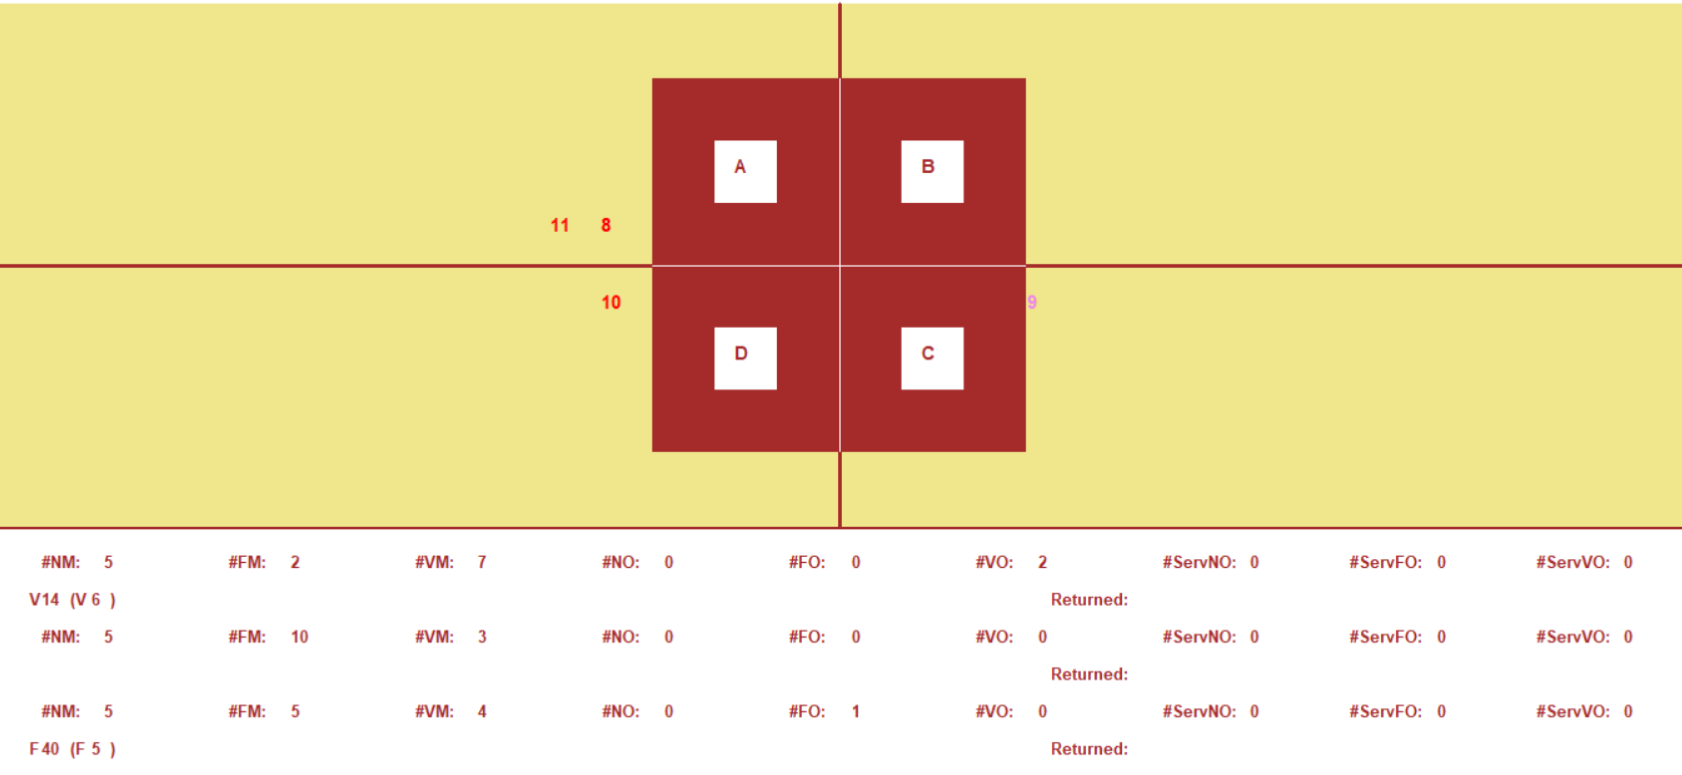 A B
11 8
10 9
D C
#NM: 5 #FM: 2 #VM: 7 #NO: 0 #FO: 0 #VO: 2 #ServNO: 0 #ServFO: 0 #ServVO: 0
V14 (V 6 ) Returned:
#NM: 5 #FM: 10 #VM: 3 #NO: 0 #FO: 0 #VO: 0 #ServNO: 0 #ServFO: 0 #ServVO: 0
Returned:
#NM: 5 #FM: 5 #VM: 4 #NO: 0 #FO: 1 #VO: 0 #ServNO: 0 #ServFO: 0 #ServVO: 0
F40 (F 5 ) Returned: